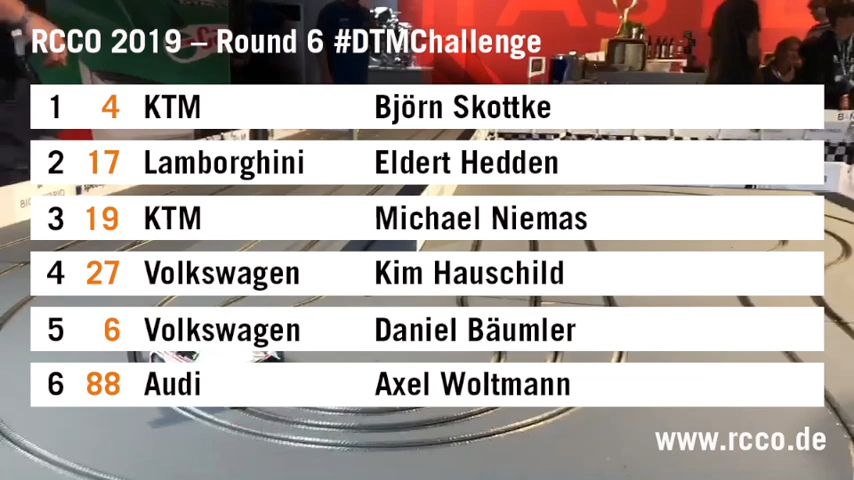 RCCO 2019 – Round 6 #DTMChallenge
1 4 KTM Björn Skottke
2 17 Lamborghini Eldert Hedden
3 19 KTM Michael Niemas
4 27 Volkswagen Kim Hauschild
5 6 Volkswagen Daniel Bäumler
6 88 Audi Axel Woltmann
www.rcco.de